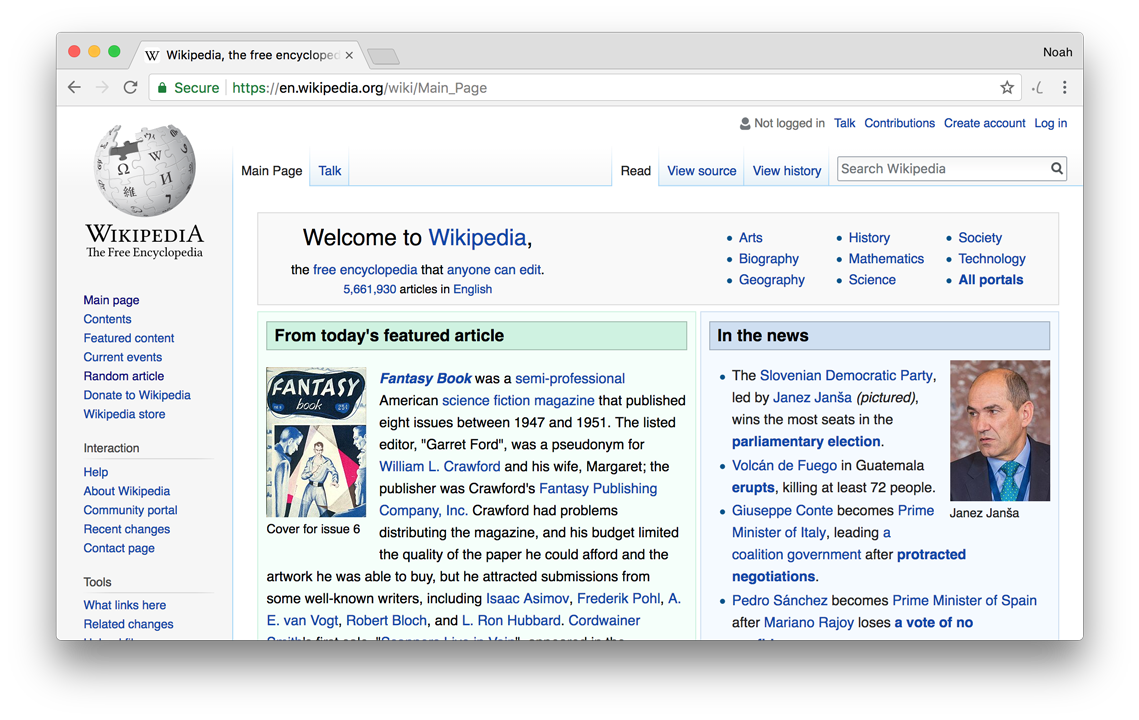 Wikipedia, the free encycloped
Noah
Secure
https://en.wikipedia.org/wiki/Main_Page
Not logged in Talk Contributions Create account Log in
Main Page Talk Read View source View history Search Wikipedia
WIKIPEDIA
The Free Encyclopedia
Main page
Contents
Featured content
Current events
Random article
Donate to Wikipedia
Wikipedia store
Interaction
Help
About Wikipedia
Community portal
Recent changes
Contact page
Tools
What links here
Related changes
Welcome to Wikipedia,
the free encyclopedia that anyone can edit.
5,661,930 articles in English
• Arts
• Biography
• Geography
• History
• Mathematics
• Science
• Society
• Technology
• All portals
From today's featured article
FANTASY
book
25¢
Cover for issue 6
Fantasy Book was a semi-professional
American science fiction magazine that published
eight issues between 1947 and 1951. The listed
editor, "Garret Ford", was a pseudonym for
William L. Crawford and his wife, Margaret; the
publisher was Crawford's Fantasy Publishing
Company, Inc. Crawford had problems
distributing the magazine, and his budget limited
the quality of the paper he could afford and the
artwork he was able to buy, but he attracted submissions from
some well-known writers, including Isaac Asimov, Frederik Pohl, A.
E. van Vogt, Robert Bloch, and L. Ron Hubbard. Cordwainer
Smith's first sale, "Scanners Live in Vain", appeared in the
In the news
• The Slovenian Democratic Party,
led by Janez Janša (pictured),
wins the most seats in the
parliamentary election.
• Volcán de Fuego in Guatemala
erupts, killing at least 72 people.
• Giuseppe Conte becomes Prime
Minister of Italy, leading a
coalition government after protracted
negotiations.
• Pedro Sánchez becomes Prime Minister of Spain
after Mariano Rajoy loses a vote of no
Janez Janša